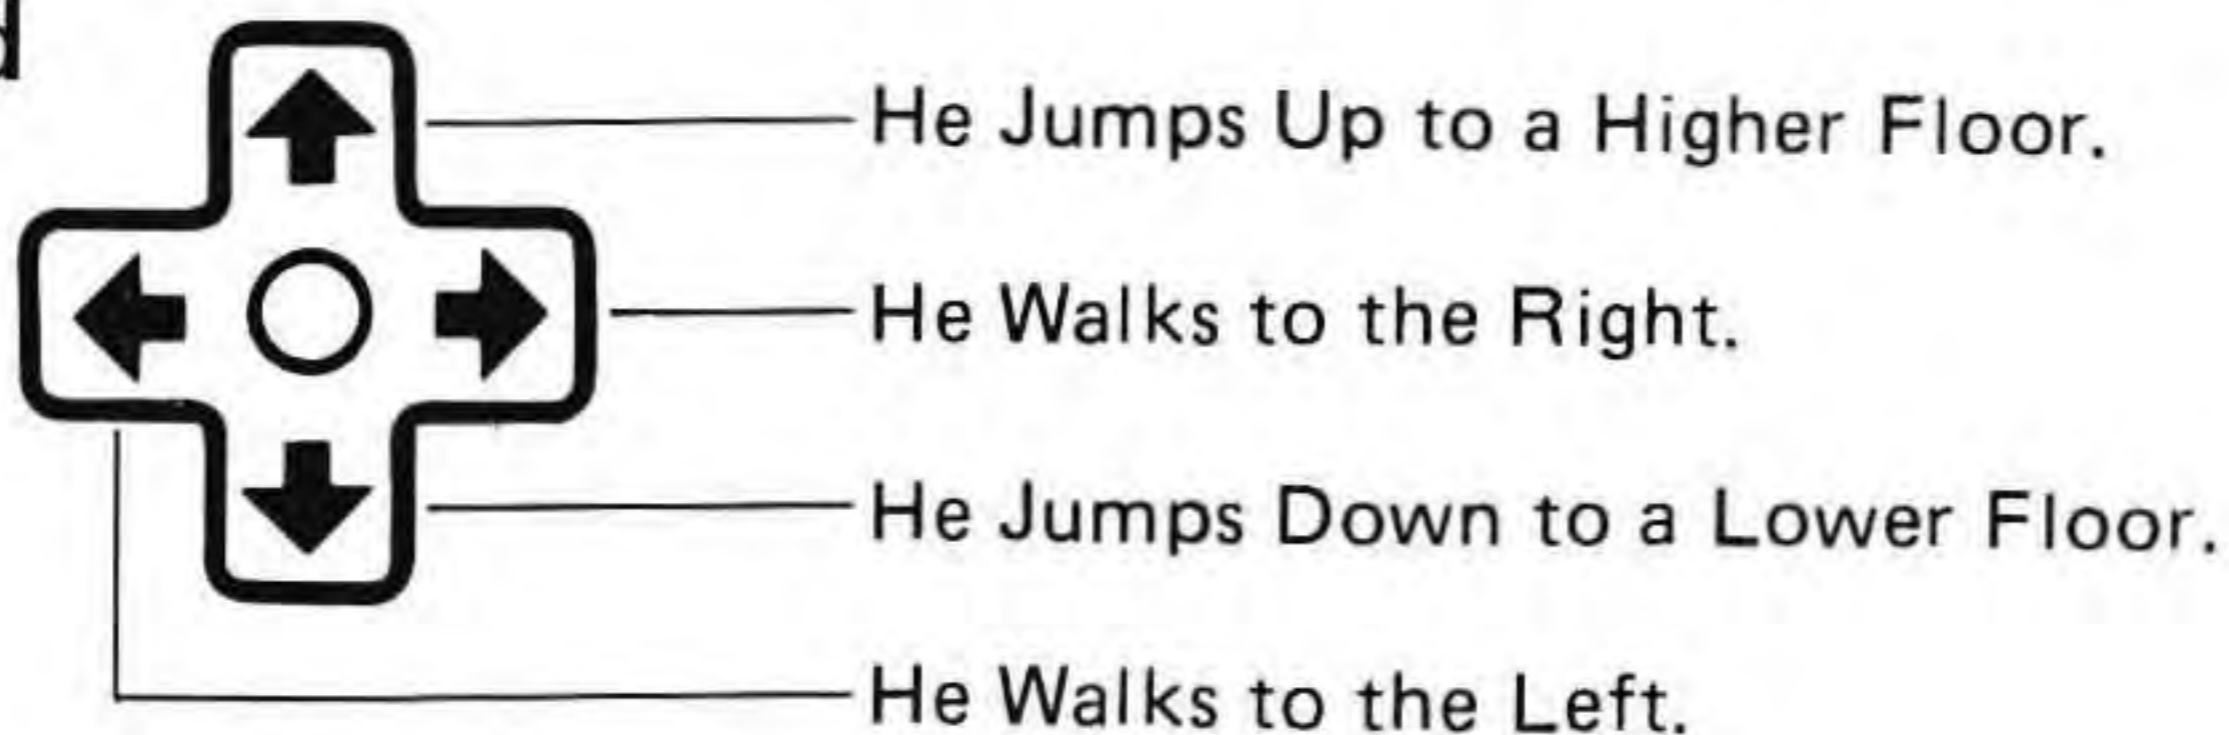 He Jumps Up to a Higher Floor.
He Walks to the Right.
He Jumps Down to a Lower Floor.
He Walks to the Left.